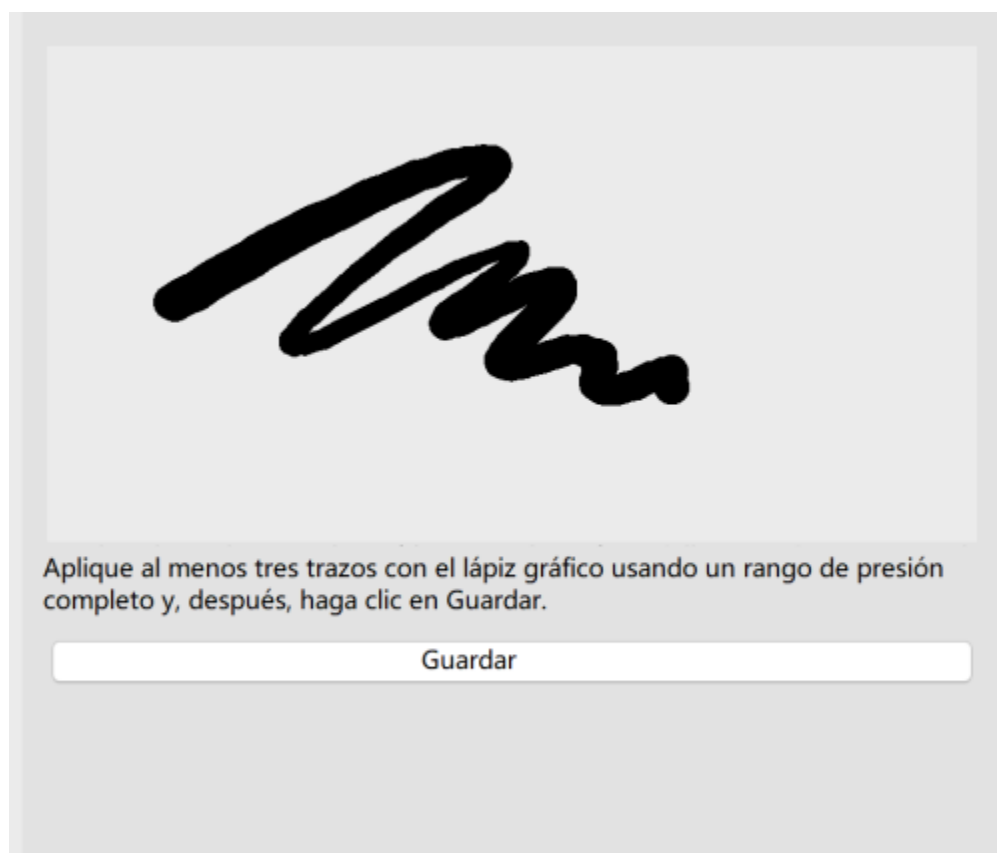 Aplique al menos tres trazos con el lápiz gráfico usando un rango de presión
completo y, después, haga clic en Guardar.
Guardar